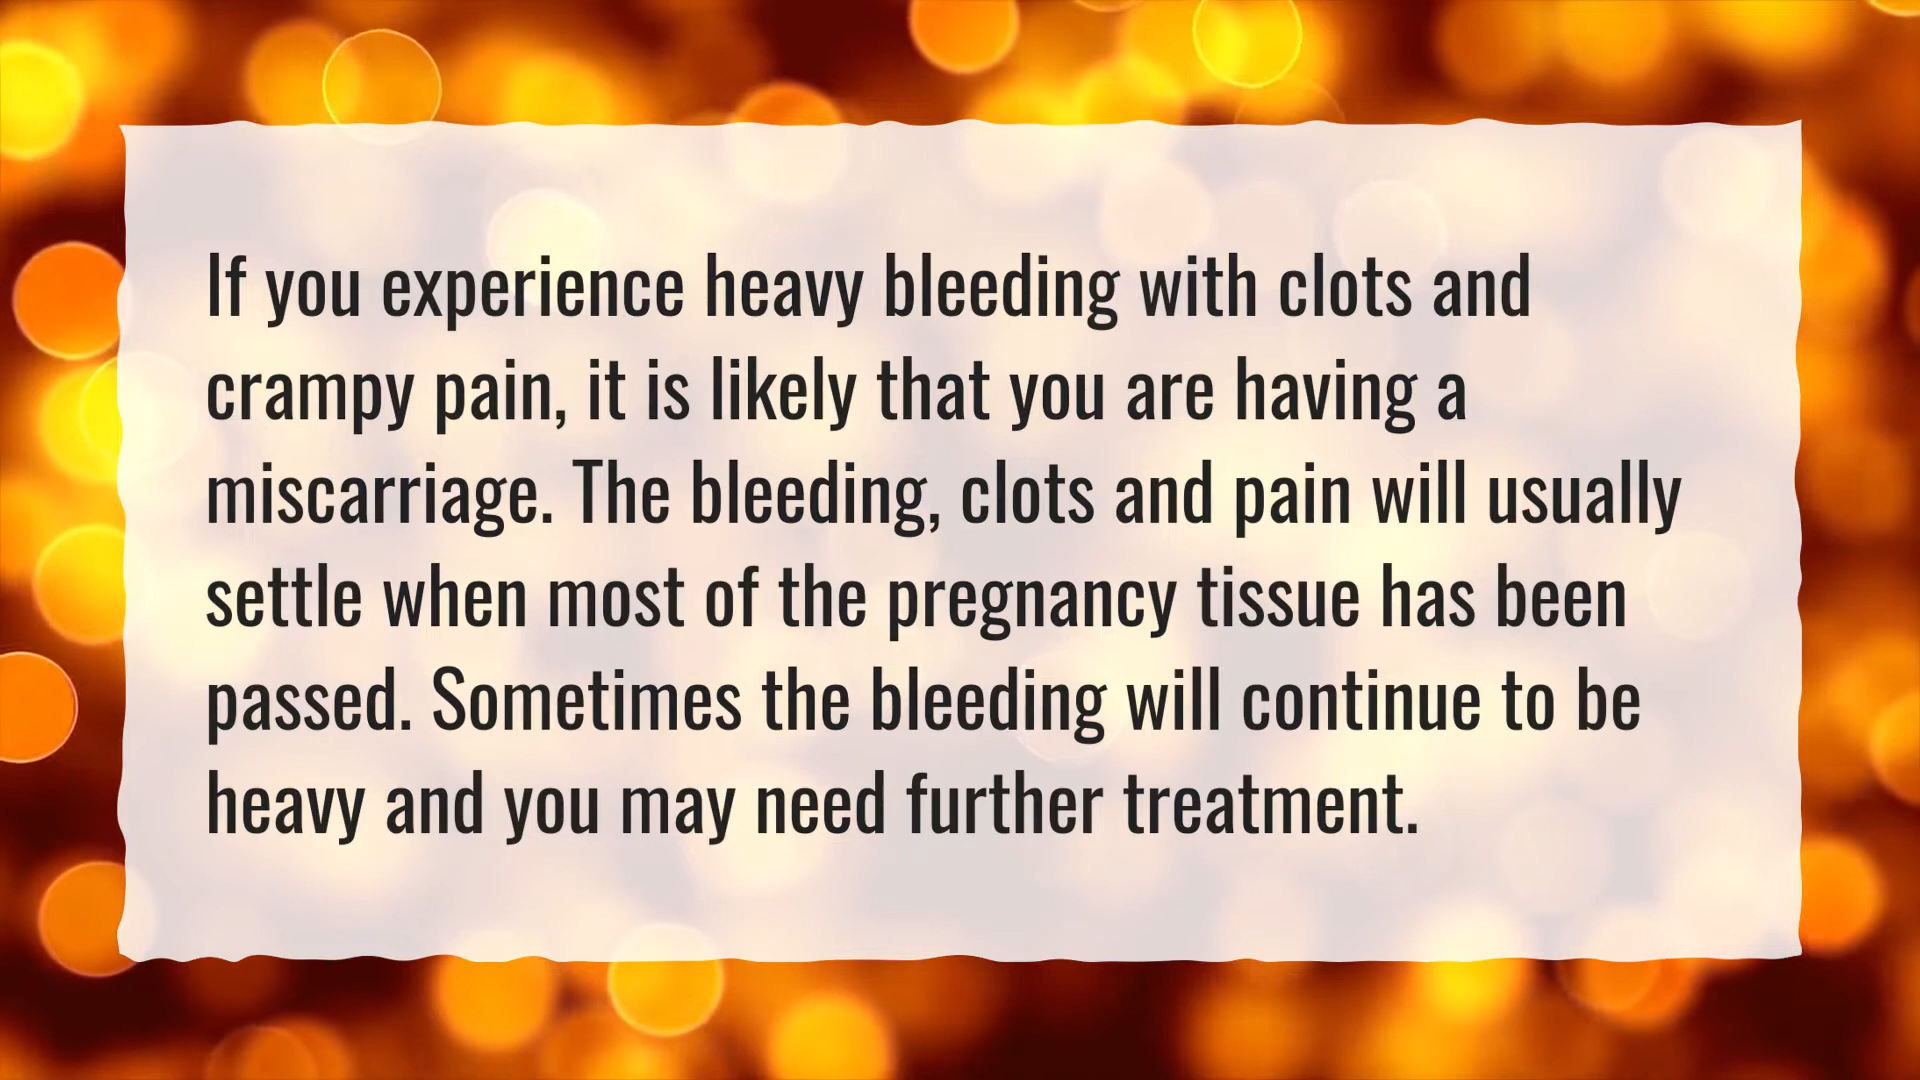 If you experience heavy bleeding with clots and
crampy pain, it is likely that you are having a
miscarriage. The bleeding, clots and pain will usually
settle when most of the pregnancy tissue has been
passed. Sometimes the bleeding will continue to be
heavy and you may need further treatment.